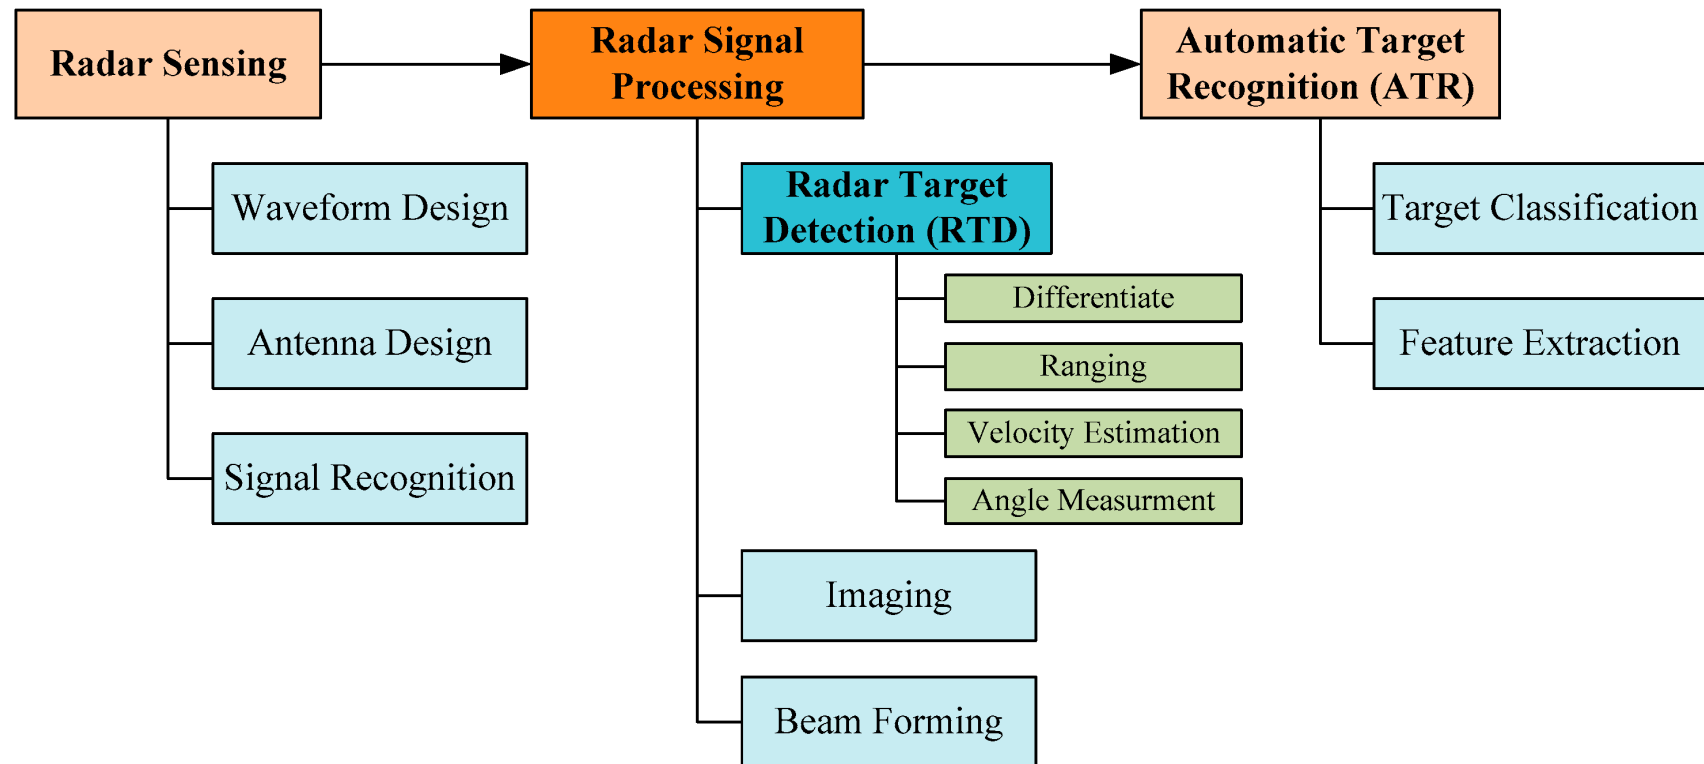 Radar Sensing
Radar Signal
Processing
Automatic Target
Recognition (ATR)
Waveform Design
Antenna Design
Signal Recognition
Radar Target
Detection (RTD)
Differentiate
Ranging
Velocity Estimation
Angle Measurment
Imaging
Beam Forming
Target Classification
Feature Extraction